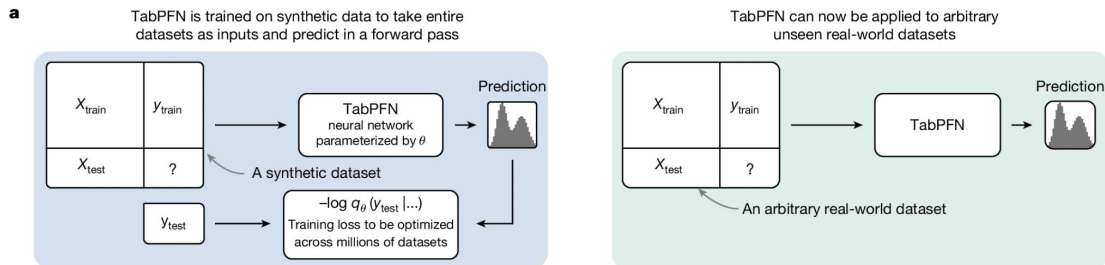 a
TabPFN is trained on synthetic data to take entire
datasets as inputs and predict in a forward pass
X_train
y_train
X_test
?
A synthetic dataset
TabPFN
neural network
parameterized by θ
Prediction
y_test
–log q_θ (y_test |...)
Training loss to be optimized
across millions of datasets
TabPFN can now be applied to arbitrary
unseen real-world datasets
X_train
y_train
X_test
?
An arbitrary real-world dataset
TabPFN
Prediction